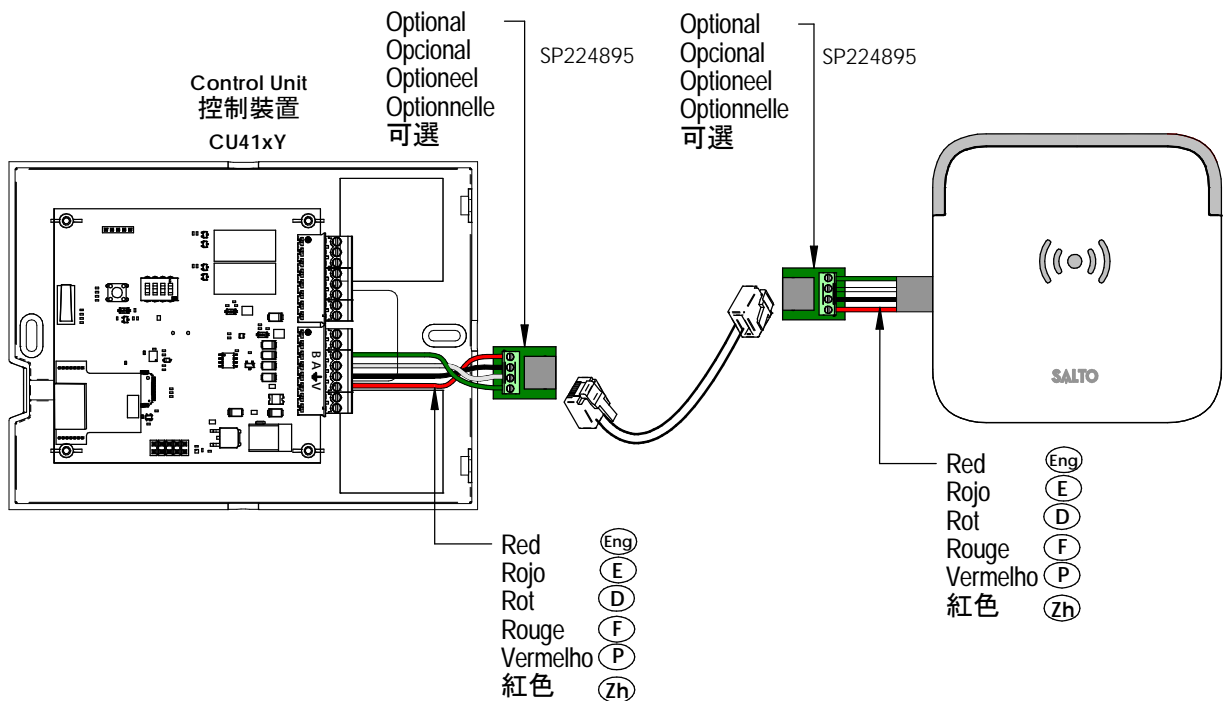 Optional
Opcional
Optioneel
Optionnelle
可選
SP224895
Optional
Opcional
Optioneel
Optionnelle
可選
SP224895
Control Unit
控制裝置
CU41xY
B A V
SALTO
Red Eng
Rojo E
Rot D
Rouge F
Vermelho P
紅色 Zh
Red Eng
Rojo E
Rot D
Rouge F
Vermelho P
紅色 Zh